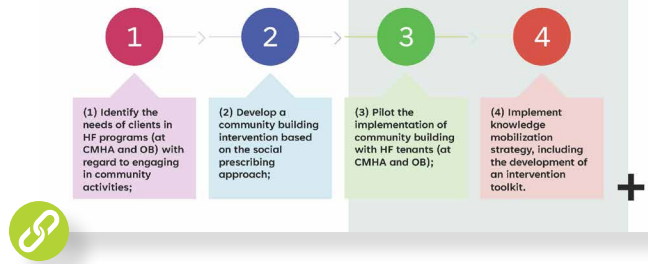 1
2
3
4
(1) Identify the
needs of clients in
HF programs (at
CMHA and OB) with
regard to engaging
in community
activities;
(2) Develop a
community building
intervention based
on the social
prescribing
approach;
(3) Pilot the
implementation of
community building
with HF tenants (at
CMHA and OB);
(4) Implement
knowledge
mobilization
strategy, including
the development of
an intervention
toolkit.
+